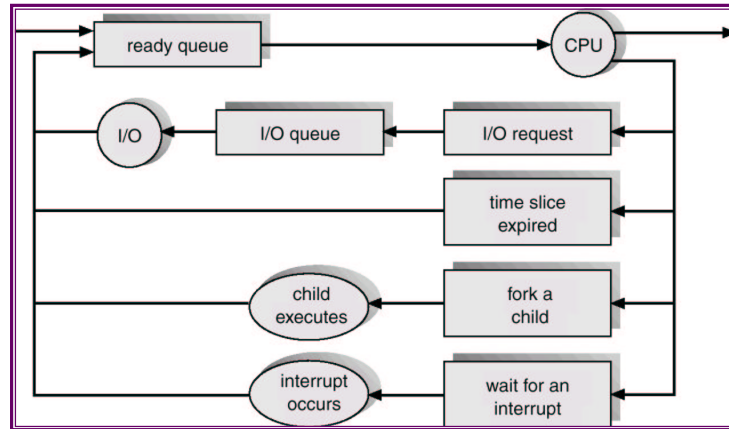 ready queue
CPU
I/O
I/O queue
I/O request
time slice
expired
child
executes
fork a
child
interrupt
occurs
wait for an
interrupt